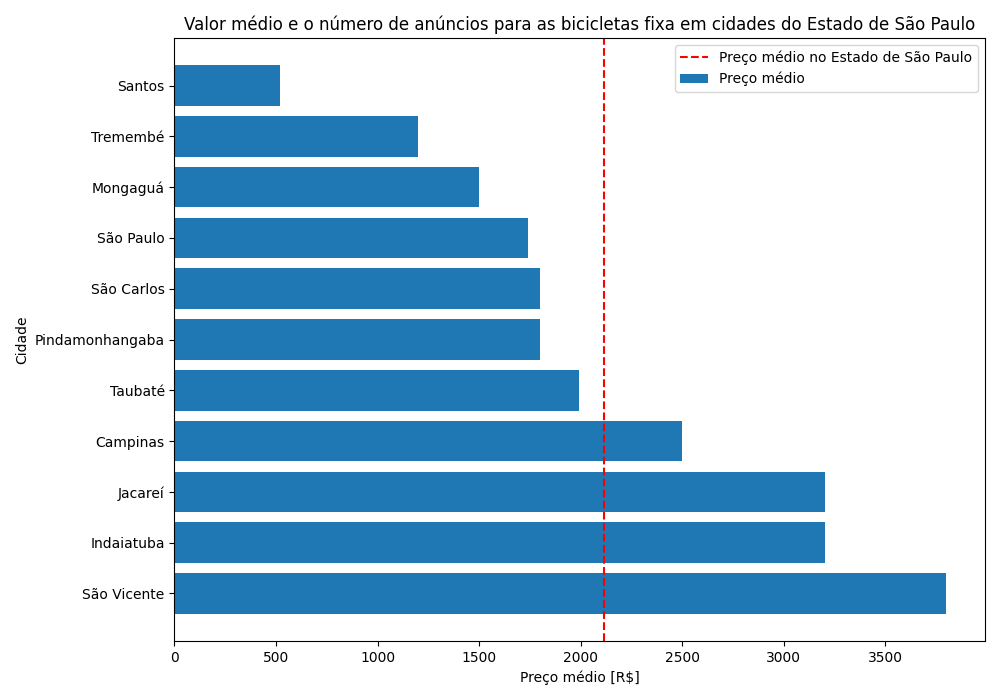 Valor médio e o número de anúncios para as bicicletas fixa em cidades do Estado de São Paulo
Preço médio no Estado de São Paulo
Preço médio
Cidade
Santos
Tremembé
Mongaguá
São Paulo
São Carlos
Pindamonhangaba
Taubaté
Campinas
Jacareí
Indaiatuba
São Vicente
0 500 1000 1500 2000 2500 3000 3500
Preço médio [R$]